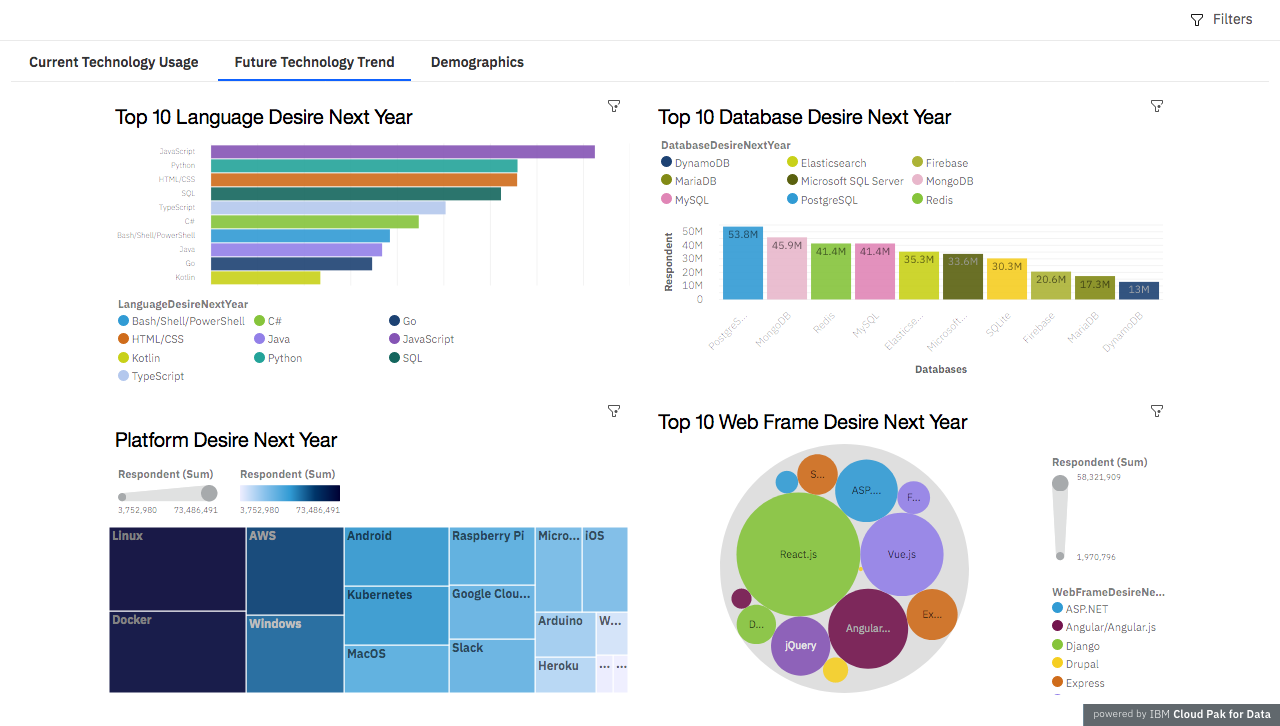 Filters
Current Technology Usage Future Technology Trend Demographics
Top 10 Language Desire Next Year
JavaScript
Python
HTML/CSS
SQL
TypeScript
C#
Bash/Shell/PowerShell
Java
Go
Kotlin
LanguageDesireNextYear
Bash/Shell/PowerShell C# Go
HTML/CSS Java JavaScript
Kotlin Python SQL
TypeScript
Top 10 Database Desire Next Year
DatabaseDesireNextYear
DynamoDB Elasticsearch Firebase
MariaDB Microsoft SQL Server MongoDB
MySQL PostgreSQL Redis
Respondent
50M
40M
30M
20M
10M
0
53.8M 45.9M 41.4M 41.4M 35.3M 33.6M 30.3M 20.6M 17.3M 13M
PostgreS... MongoDB Redis MySQL Elasticse... Microsoft... SQLite Firebase MariaDB DynamoDB
Databases
Platform Desire Next Year
Respondent (Sum) Respondent (Sum)
3,752,980 73,486,491 3,752,980 73,486,491
Linux AWS Android Raspberry Pi Micro... iOS
Docker Windows Kubernetes Google Clou... Arduino W...
MacOS Slack Heroku ... ...
Top 10 Web Frame Desire Next Year
S...
ASP....
F...
React.js
Vue.js
Ex...
D...
Angular...
jQuery
Respondent (Sum)
58,321,909
1,970,796
WebFrameDesireNe...
ASP.NET
Angular/Angular.js
Django
Drupal
Express
powered by IBM Cloud Pak for Data